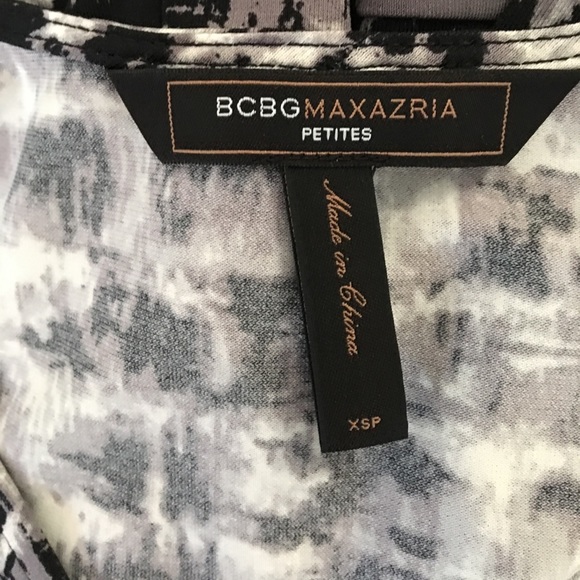 BCBGMAXAZRIA
PETITES
Made in China
XSP